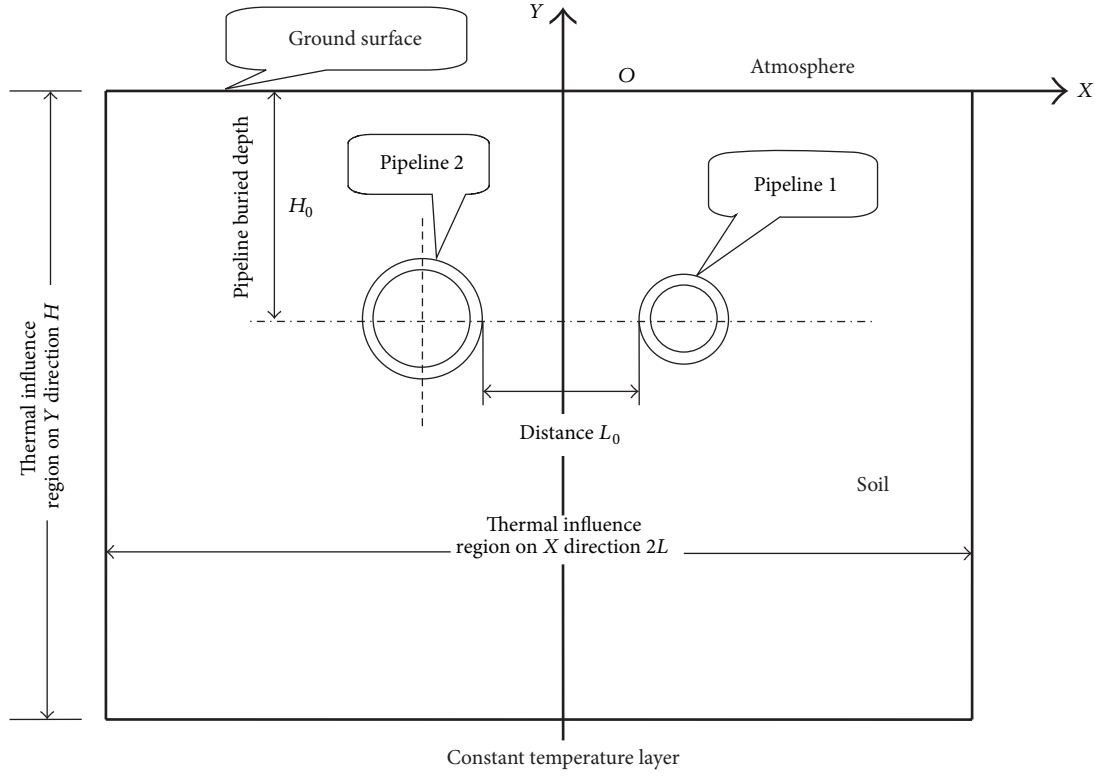 Y
Ground surface
Atmosphere
O
X
Pipeline buried depth
H₀
Pipeline 2
Pipeline 1
Thermal influence
region on Y direction H
Distance L₀
Soil
Thermal influence
region on X direction 2L
Constant temperature layer